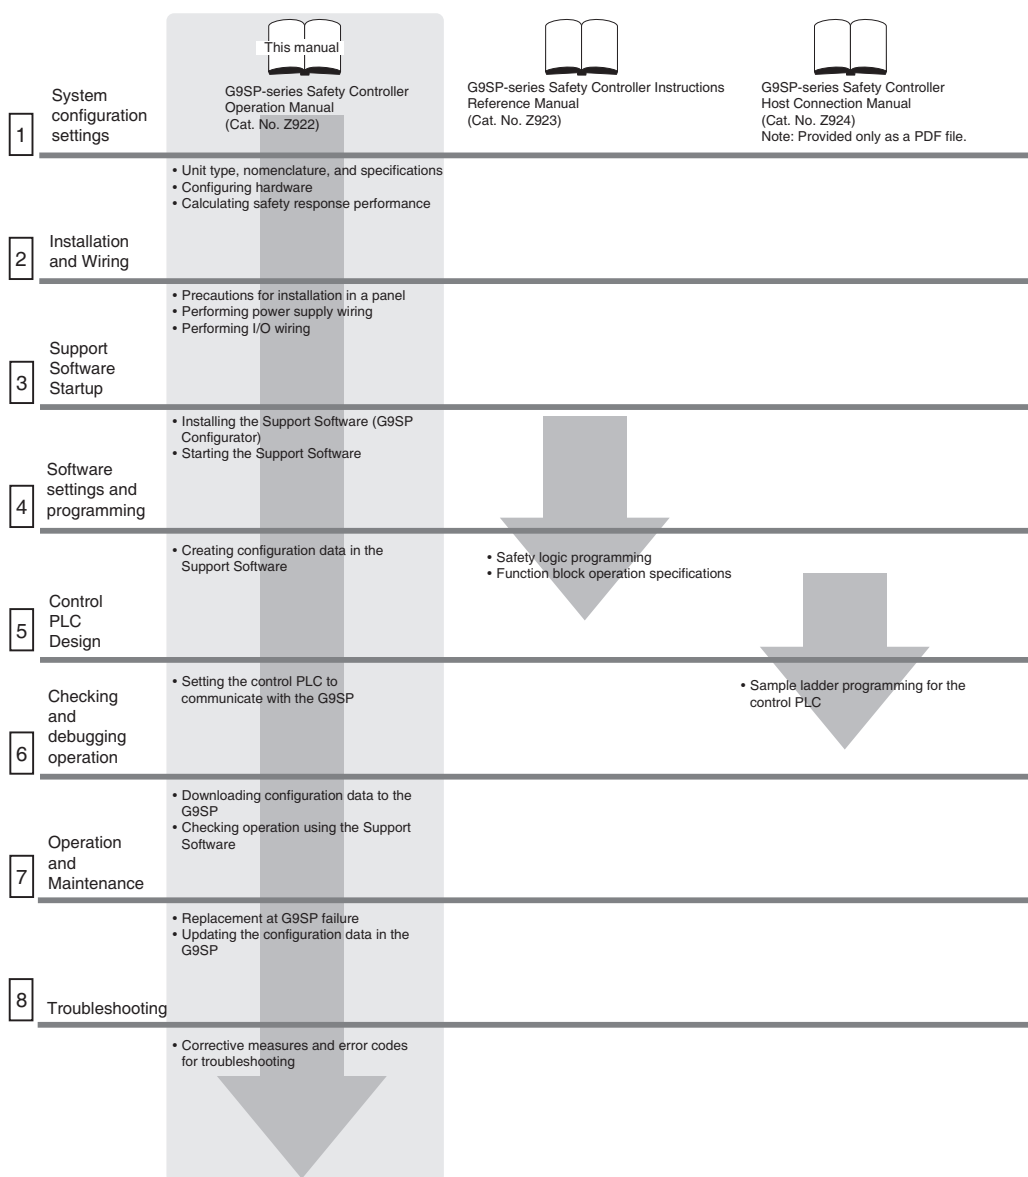 This manual
G9SP-series Safety Controller
Operation Manual
(Cat. No. Z922)
G9SP-series Safety Controller Instructions
Reference Manual
(Cat. No. Z923)
G9SP-series Safety Controller
Host Connection Manual
(Cat. No. Z924)
Note: Provided only as a PDF file.
1
System
configuration
settings
• Unit type, nomenclature, and specifications
• Configuring hardware
• Calculating safety response performance
2
Installation
and Wiring
• Precautions for installation in a panel
• Performing power supply wiring
• Performing I/O wiring
3
Support
Software
Startup
• Installing the Support Software (G9SP
Configurator)
• Starting the Support Software
4
Software
settings and
programming
• Creating configuration data in the
Support Software
• Safety logic programming
• Function block operation specifications
5
Control
PLC
Design
• Setting the control PLC to
communicate with the G9SP
• Sample ladder programming for the
control PLC
6
Checking
and
debugging
operation
• Downloading configuration data to the
G9SP
• Checking operation using the Support
Software
7
Operation
and
Maintenance
• Replacement at G9SP failure
• Updating the configuration data in the
G9SP
8
Troubleshooting
• Corrective measures and error codes
for troubleshooting